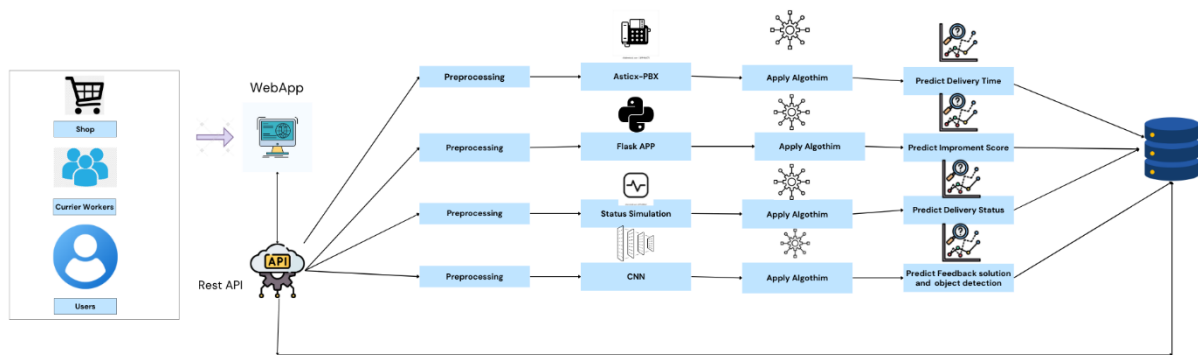 Shop
Currier Workers
Users
WebApp
API
Rest API
Preprocessing
Asticx-PBX
Apply Algothim
Predict Delivery Time
Preprocessing
Flask APP
Apply Algothim
Predict Improment Score
Preprocessing
Status Simulation
Apply Algothim
Predict Delivery Status
Preprocessing
CNN
Apply Algothim
Predict Feedback solution
and object detection